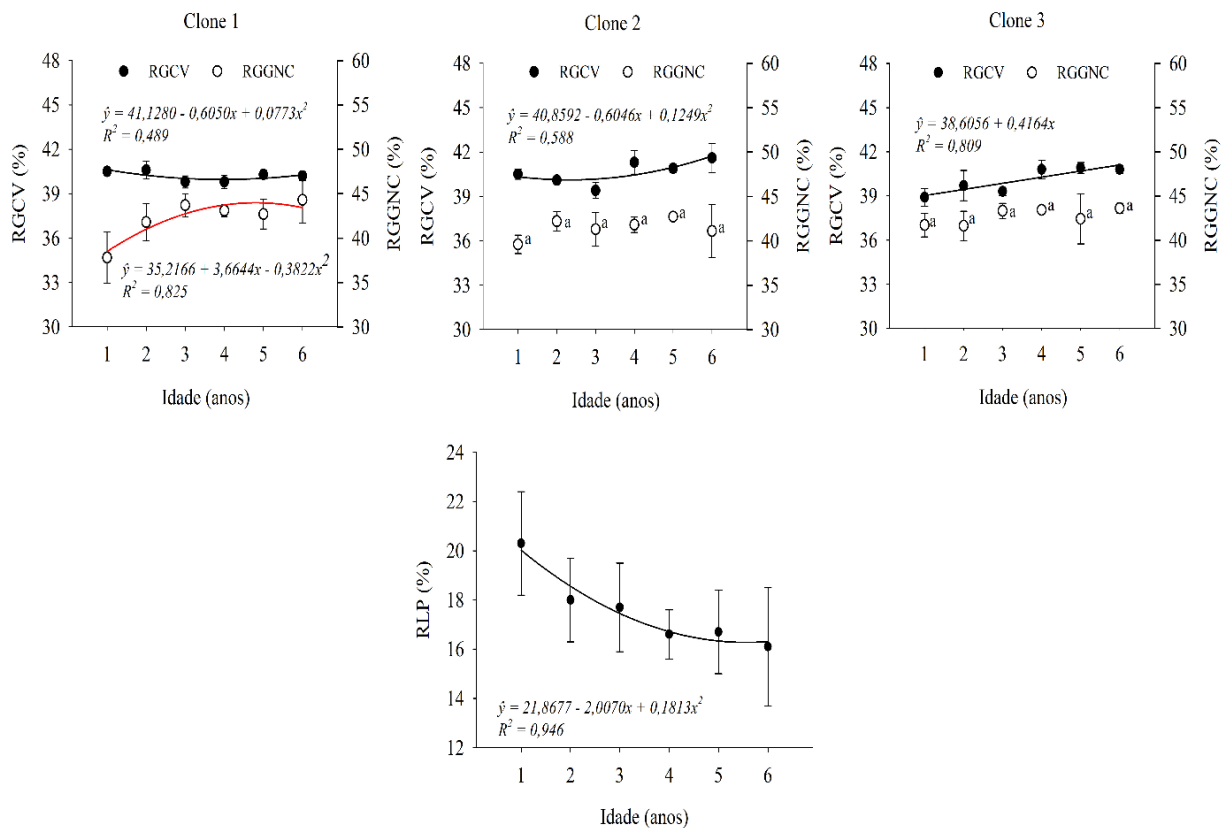 Clone 1
RGCV RGGNC
ŷ = 41,1280 - 0,6050x + 0,0773x²
R² = 0,489
ŷ = 35,2166 + 3,6644x - 0,3822x²
R² = 0,825
RGCV (%)
48
45
42
39
36
33
30
RGGNC (%)
60
55
50
45
40
35
30
1 2 3 4 5 6
Idade (anos)
Clone 2
RGCV RGGNC
ŷ = 40,8592 - 0,6046x + 0,1249x²
R² = 0,588
a a a a a
RGCV (%)
48
45
42
39
36
33
30
RGGNC (%)
60
55
50
45
40
35
30
1 2 3 4 5 6
Idade (anos)
Clone 3
RGCV RGGNC
ŷ = 38,6056 + 0,4164x
R² = 0,809
a a a a a a
RGCV (%)
48
45
42
39
36
33
30
RGGNC (%)
60
55
50
45
40
35
30
1 2 3 4 5 6
Idade (anos)
RLP (%)
24
22
20
18
16
14
12
ŷ = 21,8677 - 2,0070x + 0,1813x²
R² = 0,946
1 2 3 4 5 6
Idade (anos)